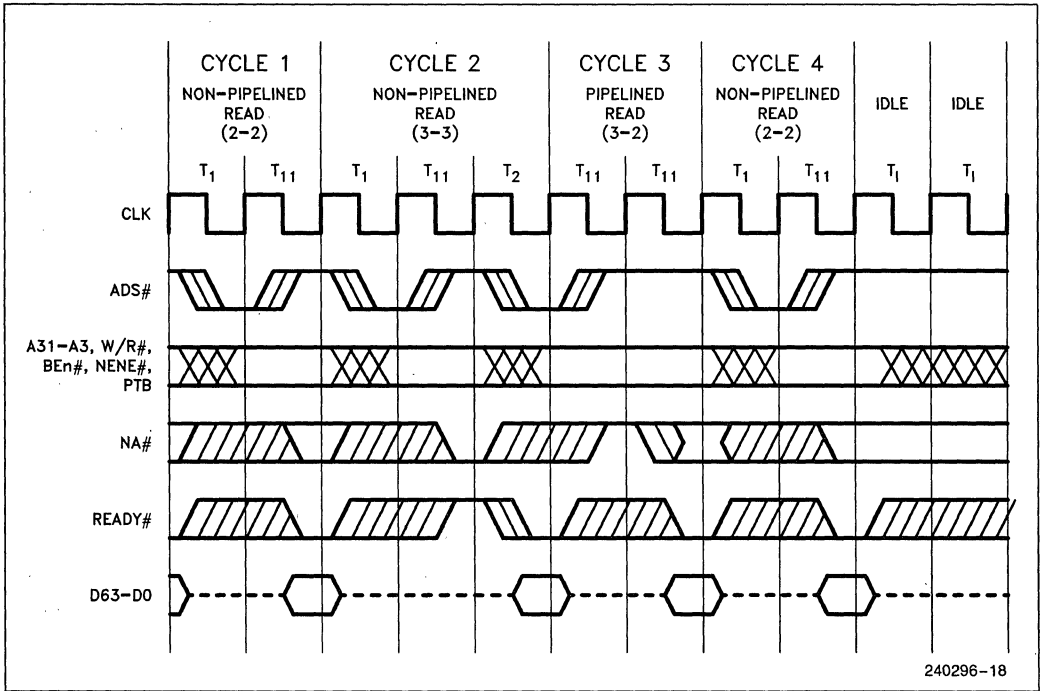 CYCLE 1 CYCLE 2 CYCLE 3 CYCLE 4
NON-PIPELINED NON-PIPELINED PIPELINED NON-PIPELINED
READ READ READ READ IDLE IDLE
(2-2) (3-3) (3-2) (2-2)
T1 T11 T1 T11 T2 T11 T11 T1 T11 TI TI
CLK
ADS#
A31-A3, W/R#,
BEn#, NENE#,
PTB
NA#
READY#
D63-D0
240296-18